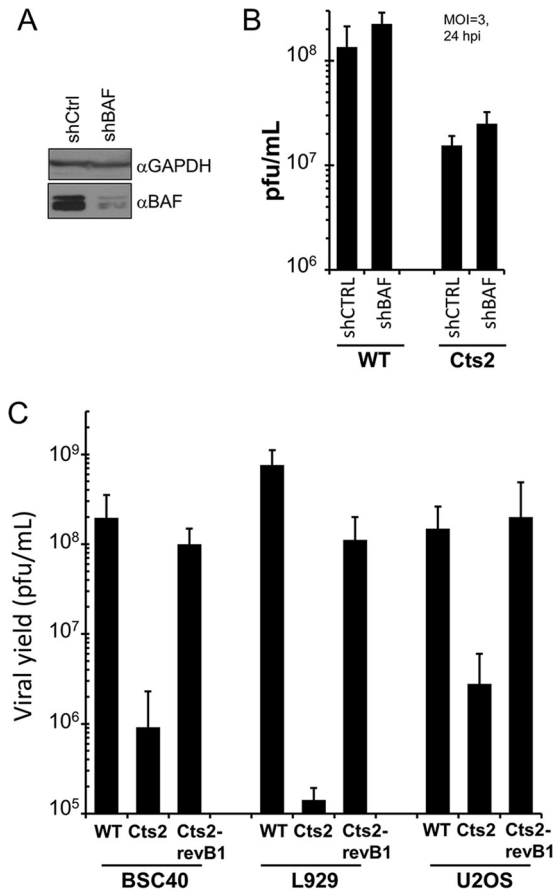 A
shCtrl
shBAF
αGAPDH
αBAF
B
MOI=3,
24 hpi
pfu/mL
10⁸
10⁷
10⁶
shCTRL
shBAF
shCTRL
shBAF
WT
Cts2
C
Viral yield (pfu/mL)
10⁹
10⁸
10⁷
10⁶
10⁵
WT Cts2 Cts2-
revB1
WT Cts2 Cts2-
revB1
WT Cts2 Cts2-
revB1
BSC40
L929
U2OS